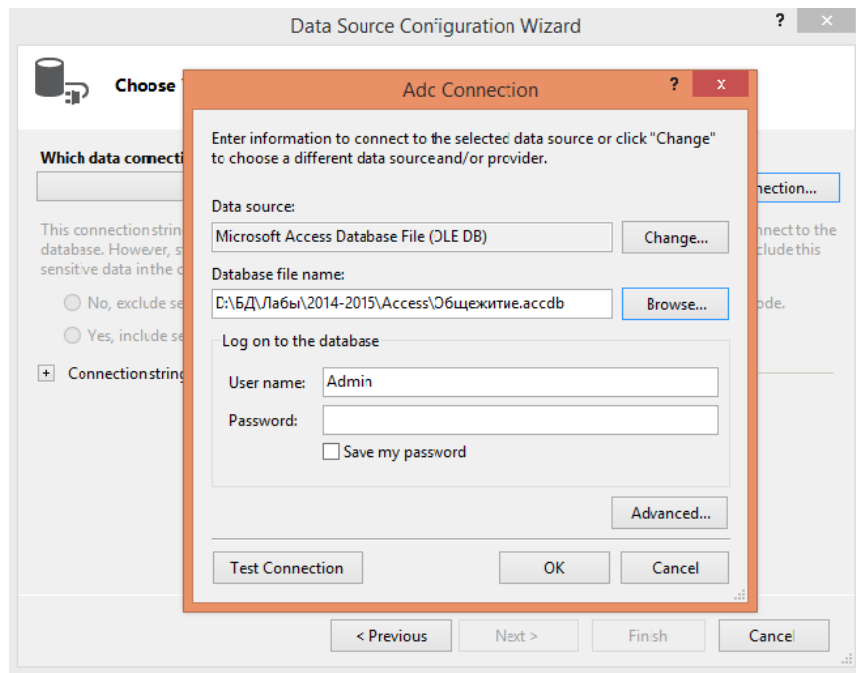 Data Source Configuration Wizard
?
x
Choose
Add Connection
?
x
Enter information to connect to the selected data source or click "Change"
to choose a different data source and/or provider.
Which data connecti
nection...
Data source:
Microsoft Access Database File (OLE DB)
Change...
This connection strin
nnect to the
database. However, s
clude this
sensitive data in the c
Database file name:
D:\БД\Лабы\2014-2015\Access\Общежитие.accdb
Browse...
No, exclude se
ode.
Yes, include se
Log on to the database
Connection string
User name:
Admin
Password:
Save my password
Advanced...
Test Connection
OK
Cancel
< Previous
Next >
Finish
Cancel